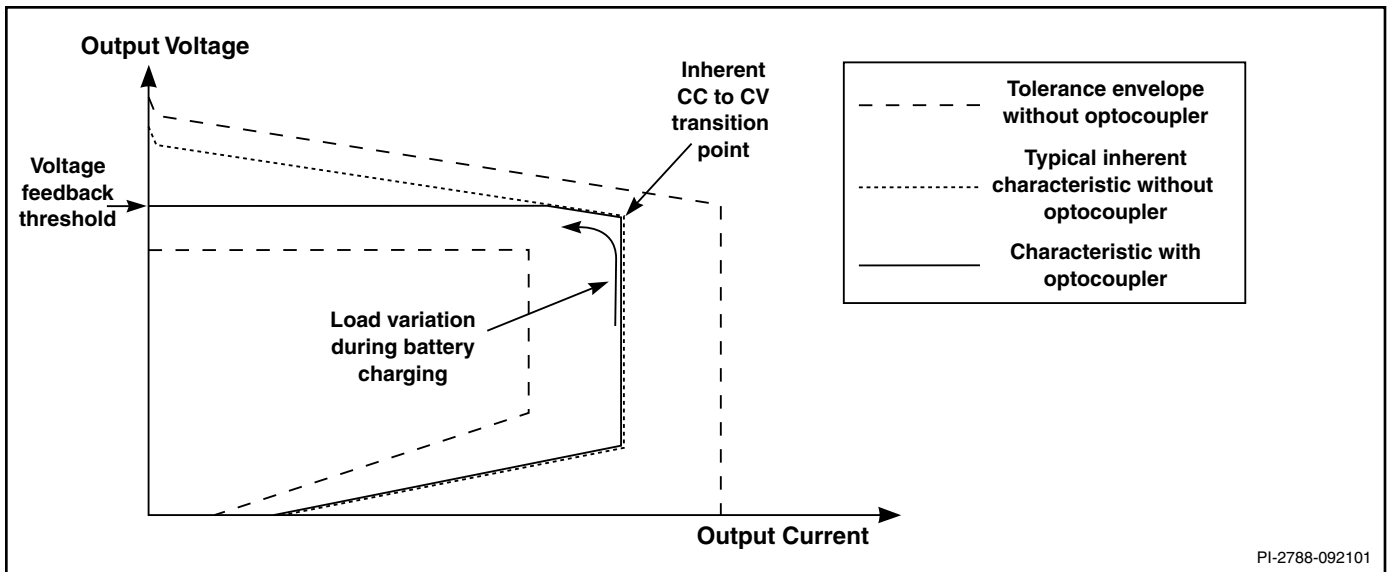 Output Voltage
Inherent
CC to CV
transition
point
Tolerance envelope
without optocoupler
Voltage
feedback
threshold
Typical inherent
characteristic without
optocoupler
Characteristic with
optocoupler
Load variation
during battery
charging
Output Current
PI-2788-092101